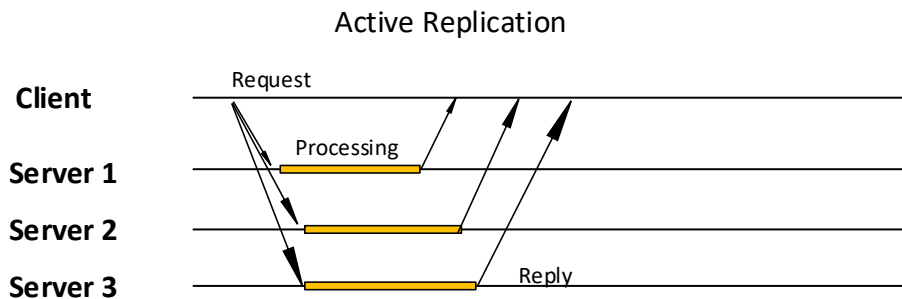 Active Replication
Request
Client
Processing
Server 1
Server 2
Reply
Server 3